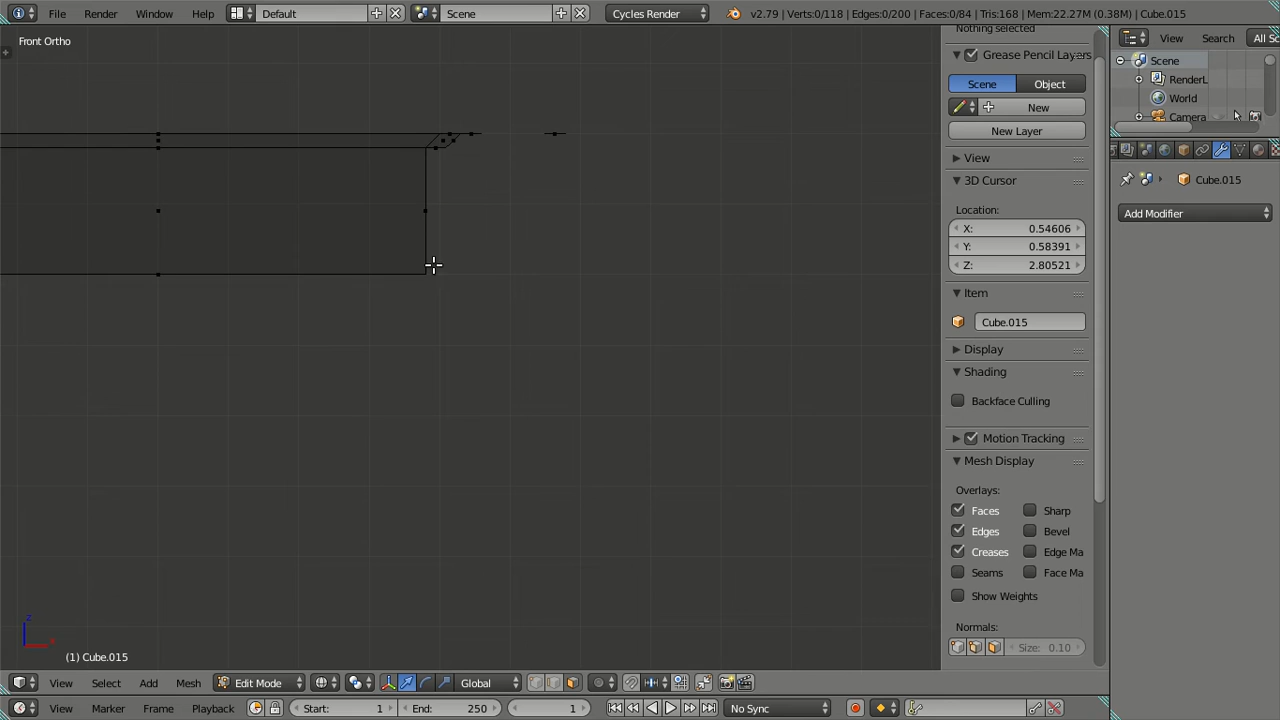 File Render Window Help Default Scene Cycles Render v2.79 | Verts:0/118 | Edges:0/200 | Faces:0/84 | Tris:168 | Mem:22.27M (0.38M) | Cube.015
Front Ortho
Nothing selected
Grease Pencil Layers
Scene Object
New
New Layer
View
3D Cursor
Location:
X: 0.54606
Y: 0.58391
Z: 2.80521
Item
Cube.015
Display
Shading
Backface Culling
Motion Tracking
Mesh Display
Overlays:
Faces Sharp
Edges Bevel
Creases Edge Ma
Seams Face Ma
Show Weights
Normals:
Size: 0.10
View Search All Sc
Scene
RenderL
World
Camera
Cube.015
Add Modifier
z
x
(1) Cube.015
View Select Add Mesh Edit Mode Global
View Marker Frame Playback Start: 1 End: 250 1 No Sync